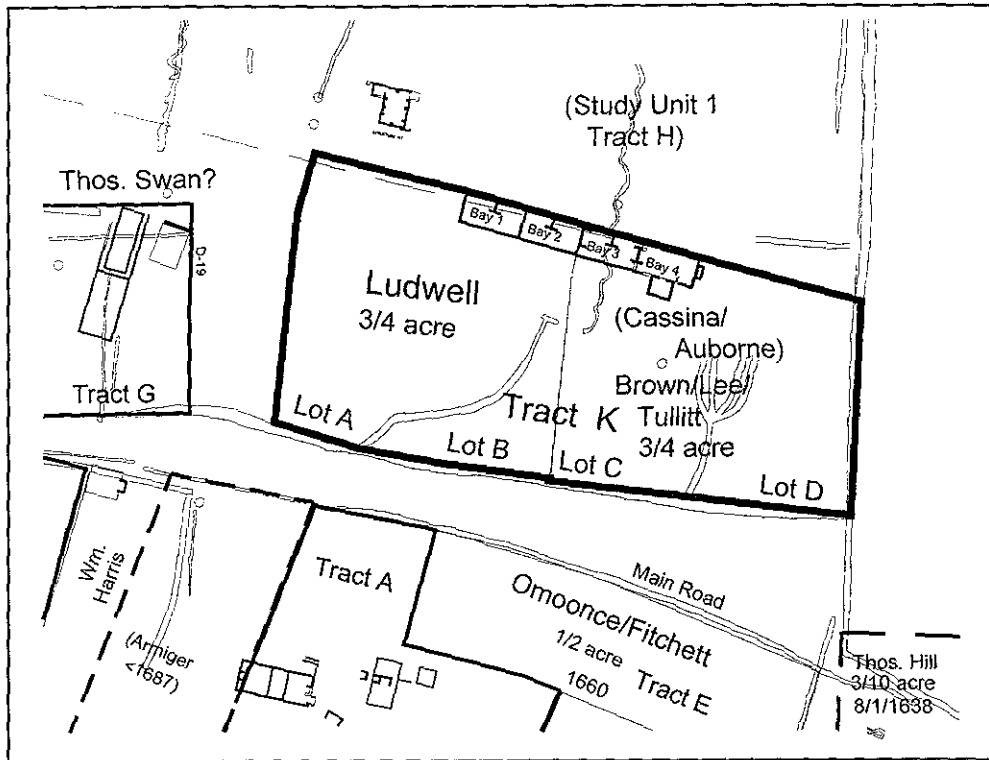 (Study Unit 1
Tract H)
Thos. Swan?
D-19
Bay 1
Bay 2
Bay 3
Bay 4
Ludwell
3/4 acre
(Cassina/
Auborne)
Brown/Lee/
Tullitt
3/4 acre
Tract G
Lot A
Tract K
Lot B
Lot C
Lot D
Wm.
Harris
Tract A
Main Road
Omoonce/Fitchett
1/2 acre
1660
Tract E
(Armiger
<1687)
Thos. Hill
3/10 acre
8/1/1638